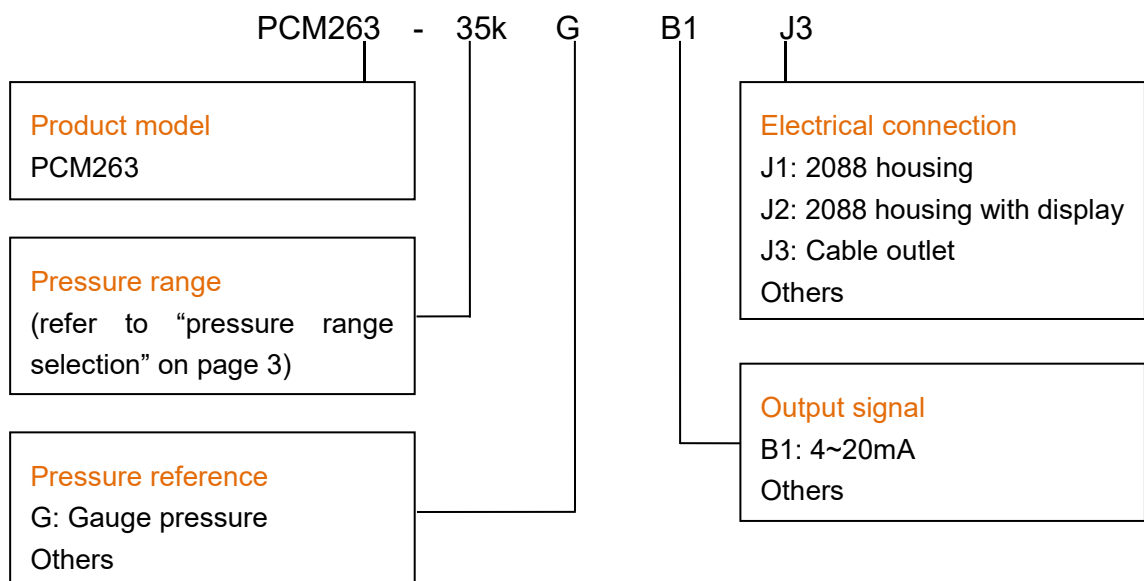 PCM263 - 35k G B1 J3
Product model
PCM263
Pressure range
(refer to “pressure range
selection” on page 3)
Pressure reference
G: Gauge pressure
Others
Electrical connection
J1: 2088 housing
J2: 2088 housing with display
J3: Cable outlet
Others
Output signal
B1: 4~20mA
Others